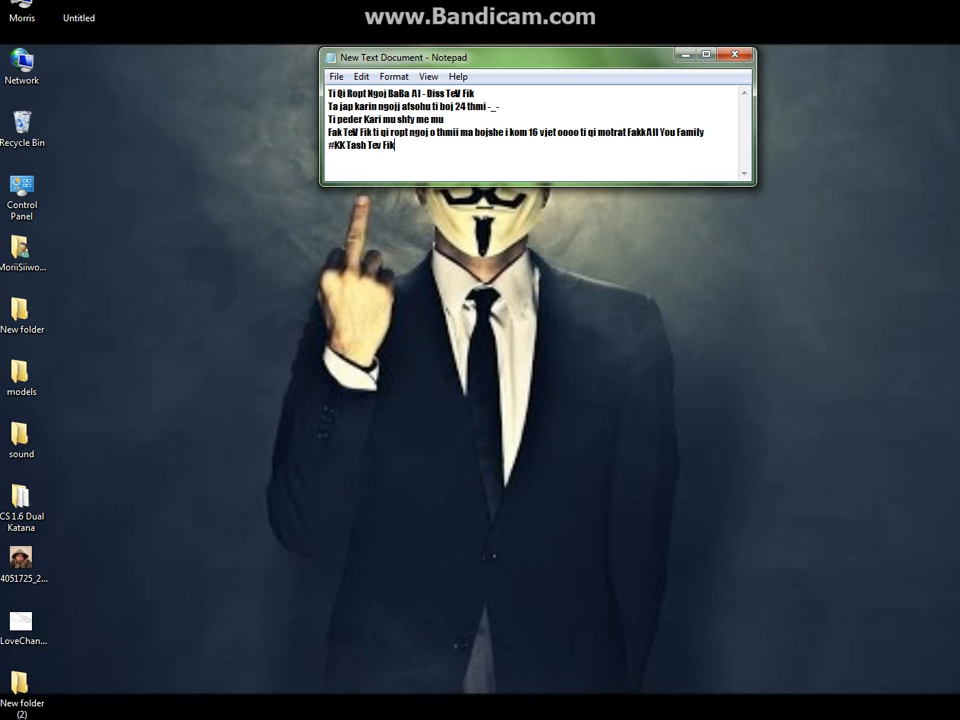 www.Bandicam.com
Morris
Untitled
Network
Recycle Bin
Control
Panel
MoriiSiiwo...
New folder
models
sound
CS 1.6 Dual
Katana
4051725_2...
LoveChan...
New folder
(2)
New Text Document - Notepad
File Edit Format View Help
Ti Qi Ropt Ngoj BaBa A I - Diss TeV Fik
Ta jap karin ngojj afsohu ti boj 24 thmi -_-
Ti peder Kari mu shty me mu
Fak TeV Fik ti qi ropt ngoj o thmii ma bojshe i kom 16 vjet oooo ti qi motrat FakkAll You Family
#KK Tash Tev Fik